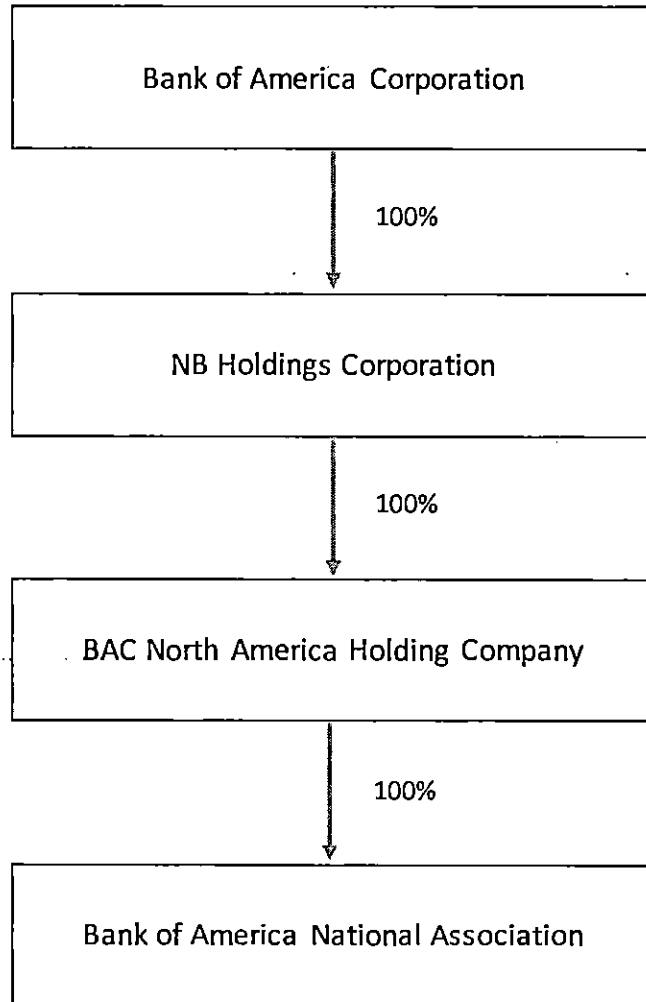 Bank of America Corporation
100%
NB Holdings Corporation
100%
BAC North America Holding Company
100%
Bank of America National Association